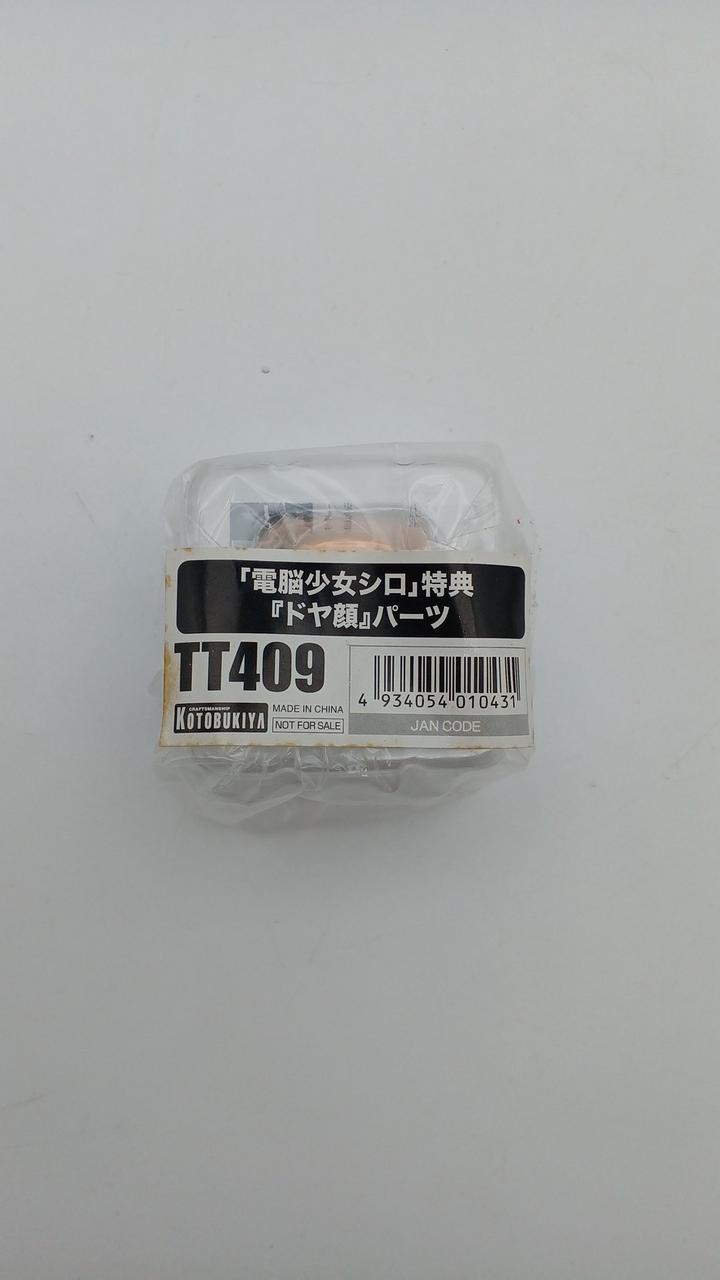 「電脳少女シロ」特典
『ドヤ顔』パーツ
TT409
CRAFTSMANSHIP
KOTOBUKIYA
MADE IN CHINA
NOT FOR SALE
4 934054 010431
JAN CODE